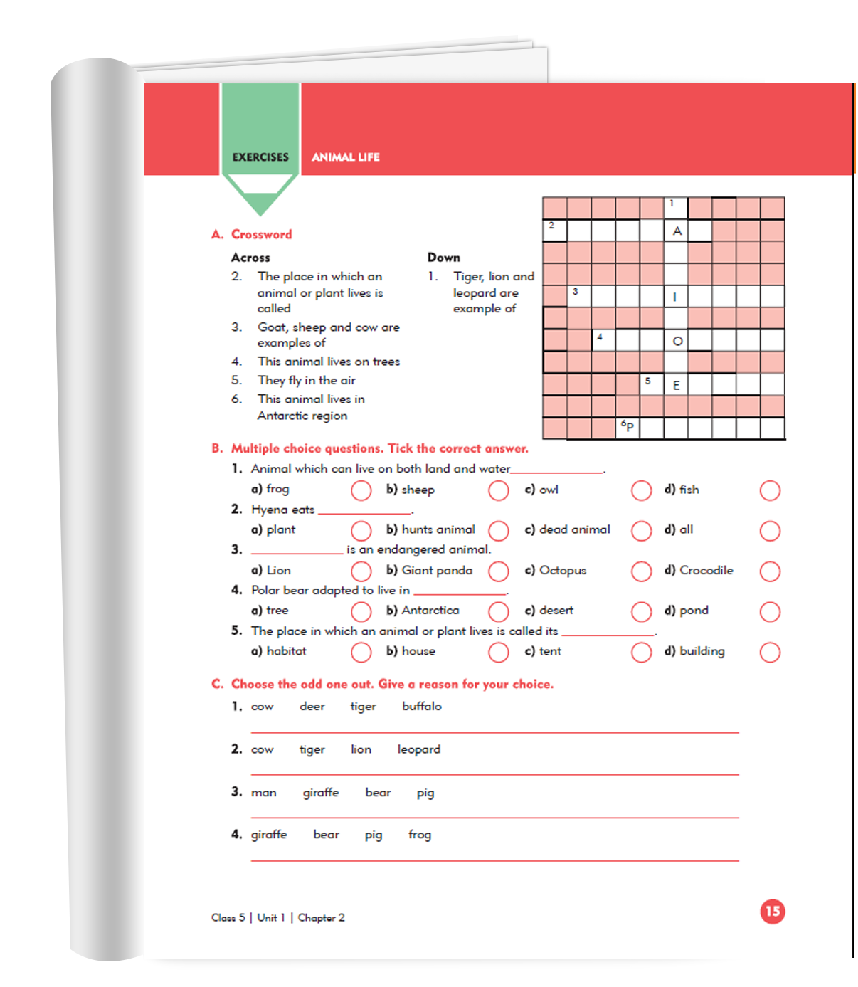 EXERCISES ANIMAL LIFE
A. Crossword
Across
2. The place in which an
animal or plant lives is
called
3. Goat, sheep and cow are
examples of
4. This animal lives on trees
5. They fly in the air
6. This animal lives in
Antarctic region
Down
1. Tiger, lion and
leopard are
example of
1
2 A
3 I
4 O
5 E
6P
B. Multiple choice questions. Tick the correct answer.
1. Animal which can live on both land and water______________.
a) frog b) sheep c) owl d) fish
2. Hyena eats ______________.
a) plant b) hunts animal c) dead animal d) all
3. ______________ is an endangered animal.
a) Lion b) Giant panda c) Octopus d) Crocodile
4. Polar bear adapted to live in ______________.
a) tree b) Antarctica c) desert d) pond
5. The place in which an animal or plant lives is called its ______________.
a) habitat b) house c) tent d) building
C. Choose the odd one out. Give a reason for your choice.
1. cow deer tiger buffalo
2. cow tiger lion leopard
3. man giraffe bear pig
4. giraffe bear pig frog
Class 5 | Unit 1 | Chapter 2
15